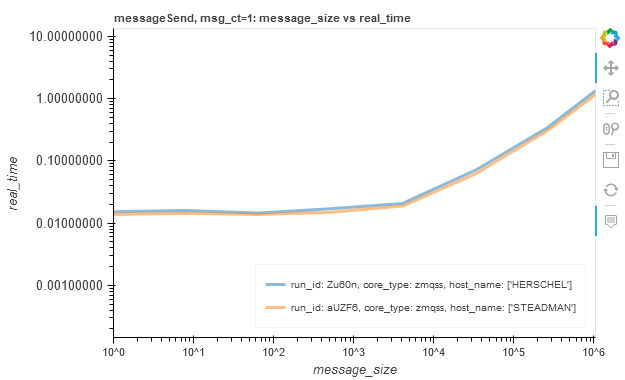 messageSend, msg_ct=1: message_size vs real_time
10.00000000
1.00000000
0.10000000
0.01000000
0.00100000
real_time
run_id: Zu60n, core_type: zmqss, host_name: ['HERSCHEL']
run_id: aUZF6, core_type: zmqss, host_name: ['STEADMAN']
10^0 10^1 10^2 10^3 10^4 10^5 10^6
message_size